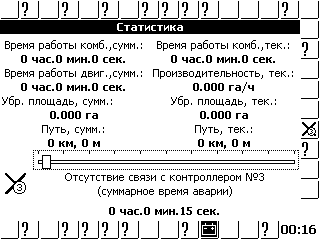 ? ? ? ? ? ?
Статистика
Время работы комб.,сумм.: Время работы комб.,тек.:
0 час.0 мин.0 сек. 0 час.0 мин.0 сек.
Время работы двиг.,сумм.: Производительность, тек.:
0 час.0 мин.0 сек. 0.000 га/ч
Убр. площадь, сумм.: Убр. площадь, тек.:
0.000 га 0.000 га
Путь, сумм.: Путь, тек.:
0 км, 0 м 0 км, 0 м
Отсутствие связи с контроллером №3
3
(суммарное время аварии)
0 час.0 мин.15 сек.
? ? ? ? ? ? ? 00:16